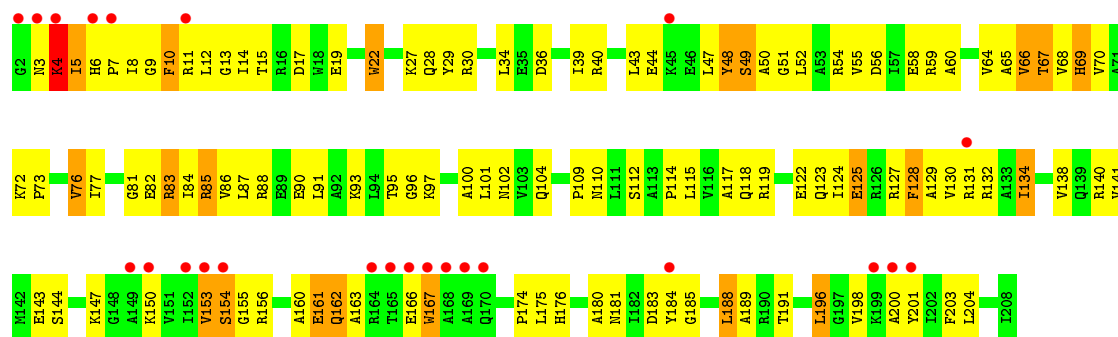 G2 N3 K4 I5 H6 P7 I8 G9 F10 R11 L12 G13 I14 T15 R16 D17 W18 E19 W22 K27 Q28 Y29 R30 L34 E35 D36 I39 R40 L43 E44 K45 E46 L47 Y48 S49 A50 G51 L52 A53 R54 V55 D56 I57 E58 R59 A60 V64 A65 V66 T67 V68 H69 V70 A71
K72 P73 V76 I77 G81 E82 R83 I84 R85 V86 L87 R88 E89 E90 L91 A92 K93 L94 T95 G96 K97 A100 L101 N102 V103 Q104 P109 N110 L111 S112 A113 P114 L115 V116 A117 Q118 R119 E122 Q123 I124 E125 R126 R127 F128 A129 V130 R131 R132 A133 I134 V138 Q139 R140 V141
M142 E143 S144 K147 G148 A149 K150 V151 I152 V153 S154 G155 R156 A160 E161 Q162 A163 R164 T165 E166 W167 A168 A169 Q170 P174 L175 H176 A180 N181 I182 D183 Y184 G185 L188 A189 R190 T191 L196 G197 V198 K199 A200 Y201 I202 F203 L204 I208